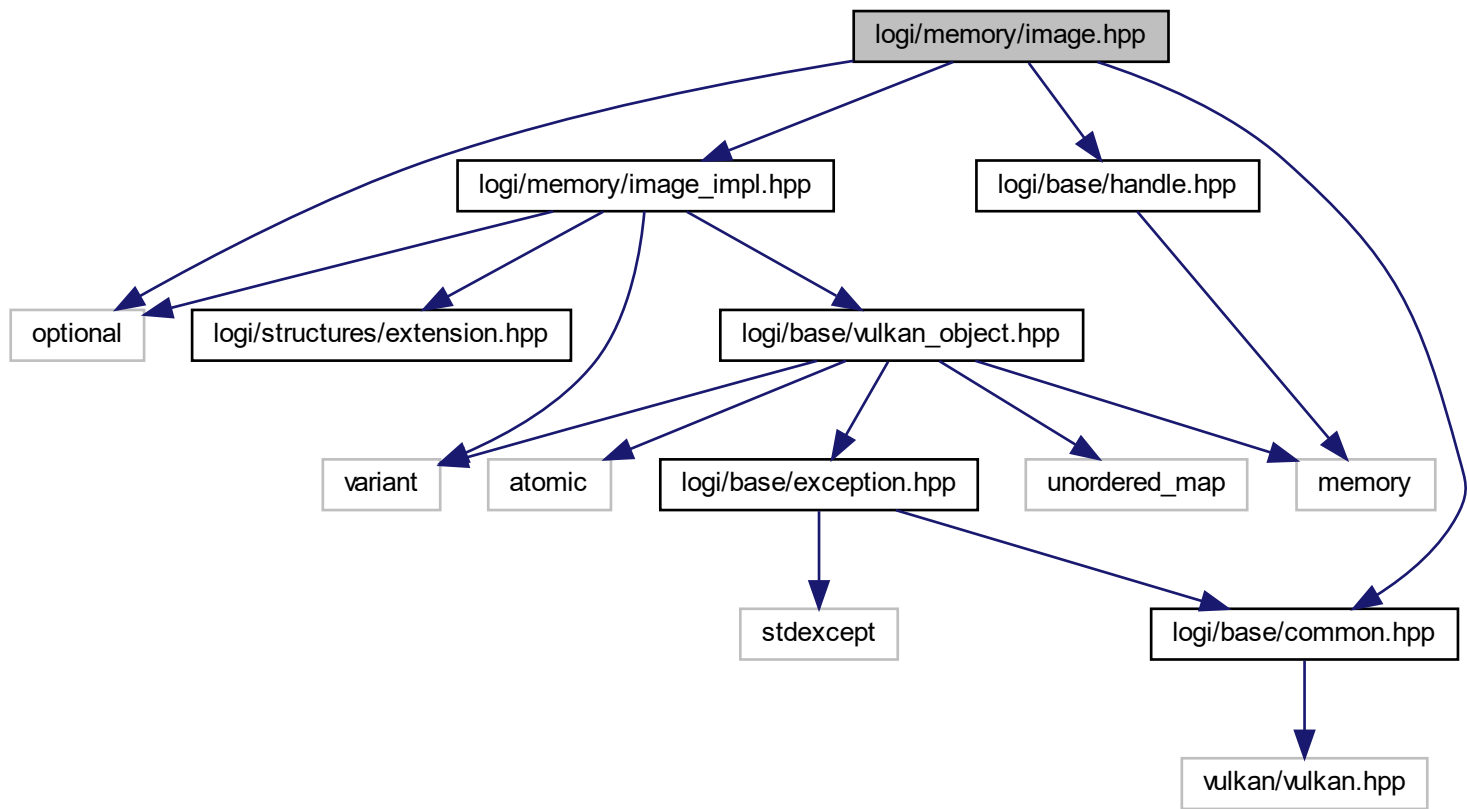 logi/memory/image.hpp
logi/memory/image_impl.hpp
logi/base/handle.hpp
optional
logi/structures/extension.hpp
logi/base/vulkan_object.hpp
variant
atomic
logi/base/exception.hpp
unordered_map
memory
stdexcept
logi/base/common.hpp
vulkan/vulkan.hpp